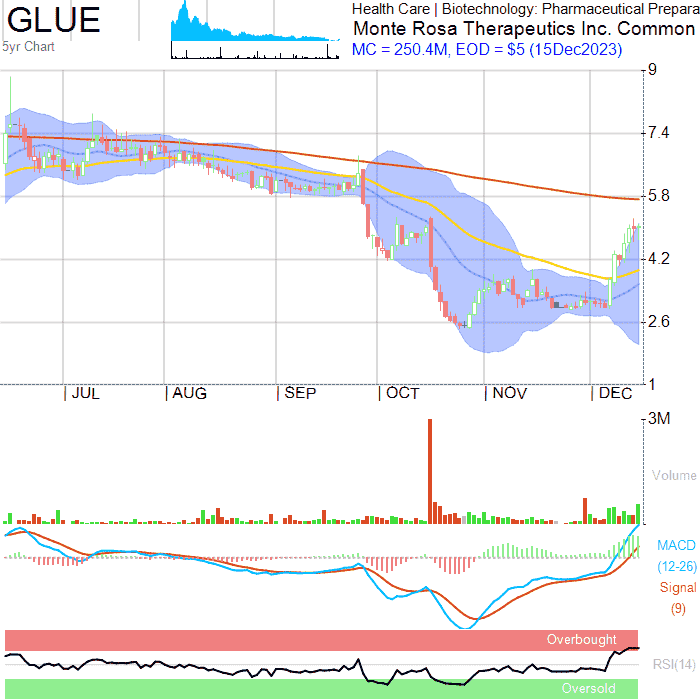 GLUE
5yr Chart
Health Care | Biotechnology: Pharmaceutical Prepara
Monte Rosa Therapeutics Inc. Common
MC = 250.4M, EOD = $5 (15Dec2023)
9
7.4
5.8
4.2
2.6
1
| JUL | AUG | SEP | OCT | NOV | DEC
3M
Volume
MACD
(12-26)
Signal
(9)
Overbought
RSI(14)
Oversold